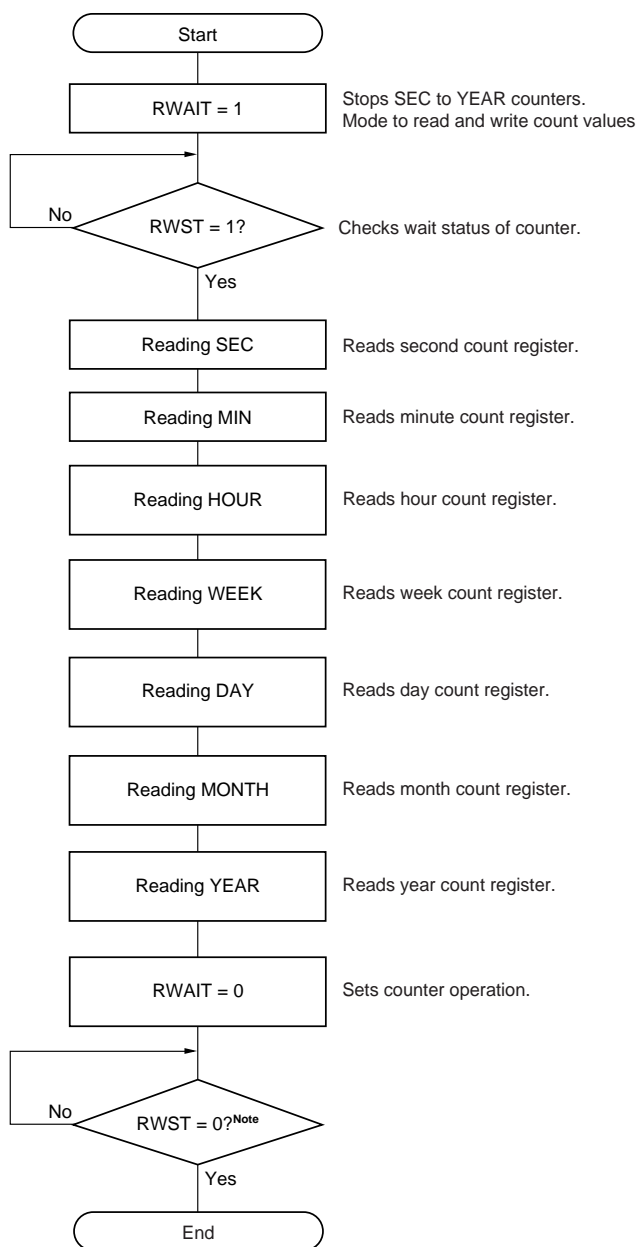 Start
RWAIT = 1
Stops SEC to YEAR counters.
Mode to read and write count values
No
RWST = 1?
Checks wait status of counter.
Yes
Reading SEC
Reads second count register.
Reading MIN
Reads minute count register.
Reading HOUR
Reads hour count register.
Reading WEEK
Reads week count register.
Reading DAY
Reads day count register.
Reading MONTH
Reads month count register.
Reading YEAR
Reads year count register.
RWAIT = 0
Sets counter operation.
No
RWST = 0?Note
Yes
End